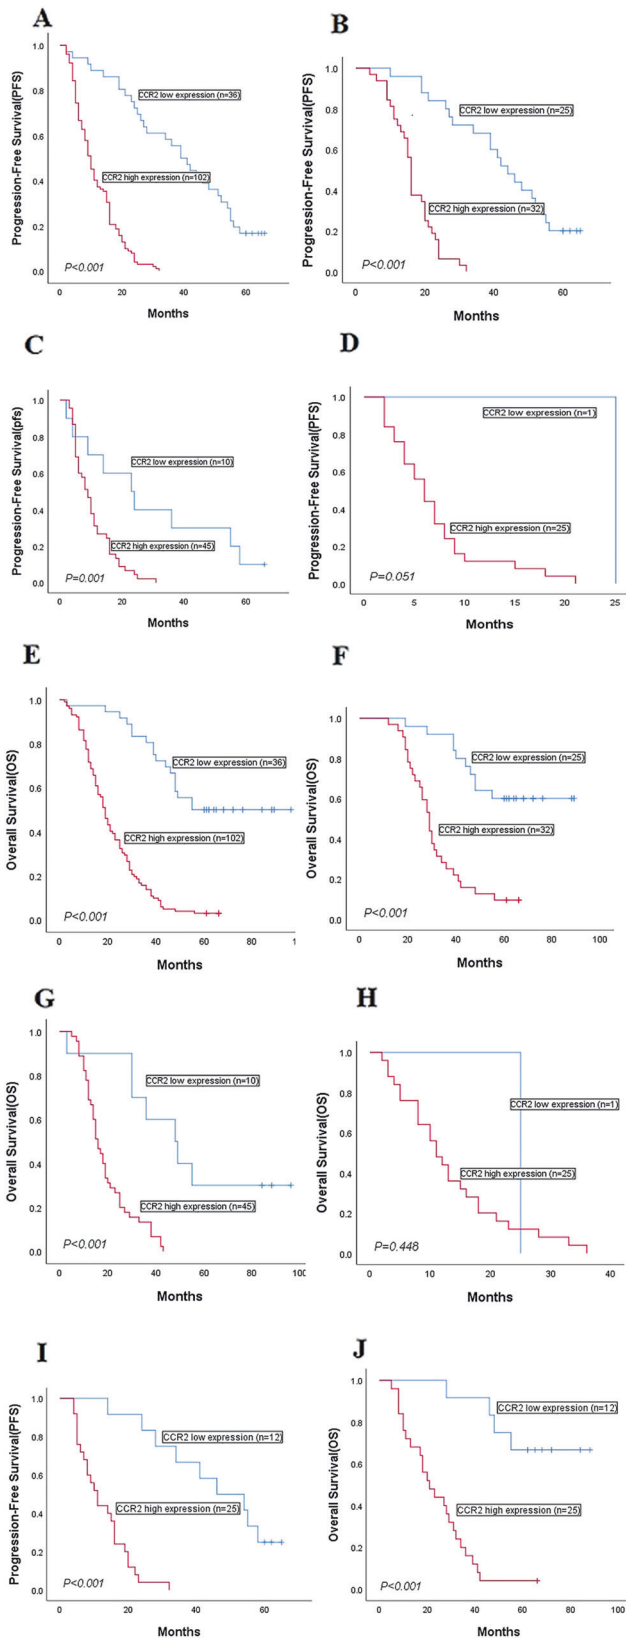 A
Progression-Free Survival(PFS)
1.0
0.8
0.6
0.4
0.2
0.0
CCR2 low expression (n=36)
CCR2 high expression (n=102)
P<0.001
0 20 40 60
Months
B
Progression-Free Survival(PFS)
1.0
0.8
0.6
0.4
0.2
0.0
CCR2 low expression (n=25)
CCR2 high expression (n=32)
P<0.001
0 20 40 60
Months
C
Progression-Free Survival(pfs)
1.0
0.8
0.6
0.4
0.2
0.0
CCR2 low expression (n=10)
CCR2 high expression (n=45)
P=0.001
0 20 40 60
Months
D
Progression-Free Survival(PFS)
1.0
0.8
0.6
0.4
0.2
0.0
CCR2 low expression (n=1)
CCR2 high expression (n=25)
P=0.051
0 5 10 15 20 25
Months
E
Overall Survival(OS)
1.0
0.8
0.6
0.4
0.2
0.0
CCR2 low expression (n=36)
CCR2 high expression (n=102)
P<0.001
0 20 40 60 80 1
Months
F
Overall Survival(OS)
1.0
0.8
0.6
0.4
0.2
0.0
CCR2 low expression (n=25)
CCR2 high expression (n=32)
P<0.001
0 20 40 60 80 100
Months
G
Overall Survival(OS)
1.0
0.8
0.6
0.4
0.2
0.0
CCR2 low expression (n=10)
CCR2 high expression (n=45)
P<0.001
0 20 40 60 80 100
Months
H
Overall Survival(OS)
1.0
0.8
0.6
0.4
0.2
0.0
CCR2 low expression (n=1)
CCR2 high expression (n=25)
P=0.448
0 10 20 30 40
Months
I
Progression-Free Survival(PFS)
1.0
0.8
0.6
0.4
0.2
0.0
CCR2 low expression (n=12)
CCR2 high expression (n=25)
P<0.001
0 20 40 60
Months
J
Overall Survival(OS)
1.0
0.8
0.6
0.4
0.2
0.0
CCR2 low expression (n=12)
CCR2 high expression (n=25)
P<0.001
0 20 40 60 80 100
Months